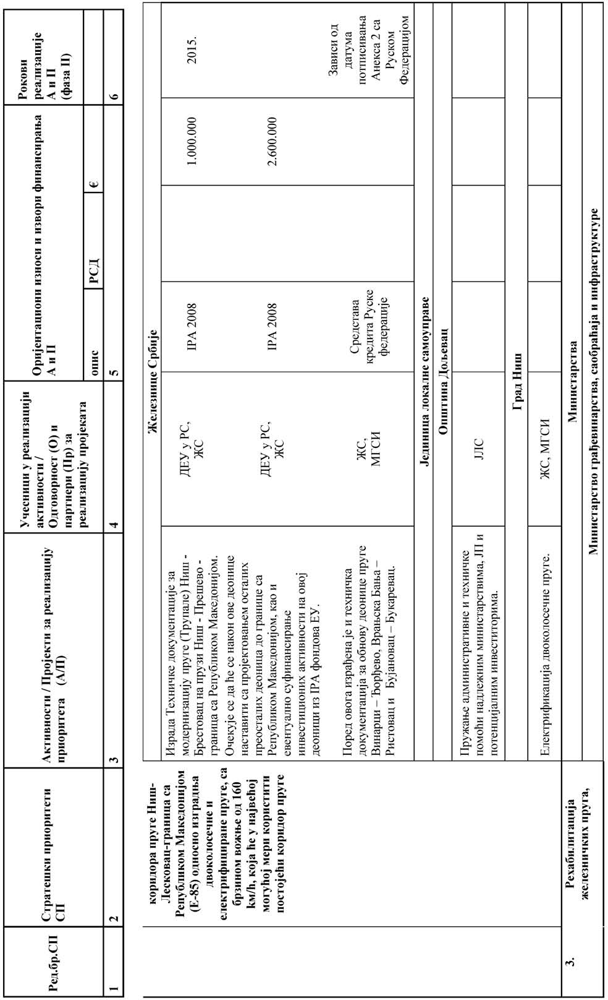 Ред.бр.СП
Стратешки приоритети
СП
Активности / Пројекти за реализацију
приоритета (А/П)
Учесници у реализацији
активности /
Одговорност (О) и
партнери (Пр) за
реализацију пројеката
Оријентациони износи и извори финансирања
А и П
опис
РСД
€
Рокови
реализације
А и П
(фаза II)
1
2
3
4
5
6
коридора пруге Ниш-
Лесковац-граница са
Републиком Македонијом
(Е-85) односно изградња
двоколосечне и
електрифициране пруге, са
брзином вожње од 160
km/h, која ће у највећој
могућој мери користити
постојећи коридор пруге
Железнице Србије
Израда Техничке документације за
модернизацију пруге (Трупале) Ниш -
Брестовац на прузи Ниш - Прешево -
граница са Републиком Македонијом.
Очекује се да ће се након ове деонице
наставити са пројектовањем осталих
преосталих деоница до границе са
Републиком Македонијом, као и
евентуално суфинансирање
инвестиционих активности на овој
деоници из IPA фондова ЕУ.
ДЕУ у РС,
ЖС
IPA 2008
1.000.000
2015.
ДЕУ у РС,
ЖС
IPA 2008
2.600.000
Поред овога израђена је и техничка
документација за обнову деонице пруге
Винарци – Ђорђево, Врањска Бања –
Ристовац и Бујановац – Букаревац.
ЖС,
МГСИ
Средстава
кредита Руске
федерације
Зависи од
датума
потписивања
Анекса 2 са
Руском
Федерацијом
Јединица локалне самоуправе
Општина Дољевац
Пружање административне и техничке
помоћи надлежним министарствима, ЈП и
потенцијалним инвеститорима.
ЈЛС
Град Ниш
Електрификација двоколосечне пруге.
ЖС, МГСИ
3.
Рехабилитација
железничких пруга,
Министарства
Министарство грађевинарства, саобраћаја и инфраструктуре